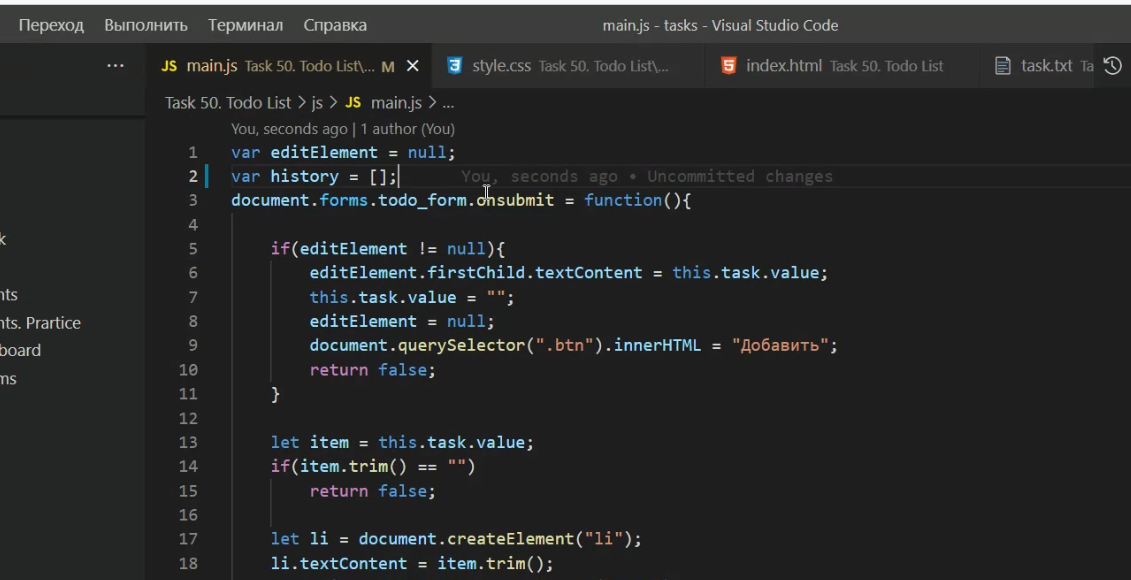 Переход Выполнить Терминал Справка main.js - tasks - Visual Studio Code
... JS main.js Task 50. Todo List\... M style.css Task 50. Todo List\... index.html Task 50. Todo List task.txt Ta
Task 50. Todo List > js > JS main.js > ...
You, seconds ago | 1 author (You)
1 var editElement = null;
2 var history = []; You, seconds ago • Uncommitted changes
3 document.forms.todo_form.onsubmit = function(){
4
5 if(editElement != null){
6 editElement.firstChild.textContent = this.task.value;
7 this.task.value = "";
8 editElement = null;
9 document.querySelector(".btn").innerHTML = "Добавить";
10 return false;
11 }
12
13 let item = this.task.value;
14 if(item.trim() == "")
15 return false;
16
17 let li = document.createElement("li");
18 li.textContent = item.trim();
k
nts
nts. Prartice
board
ms